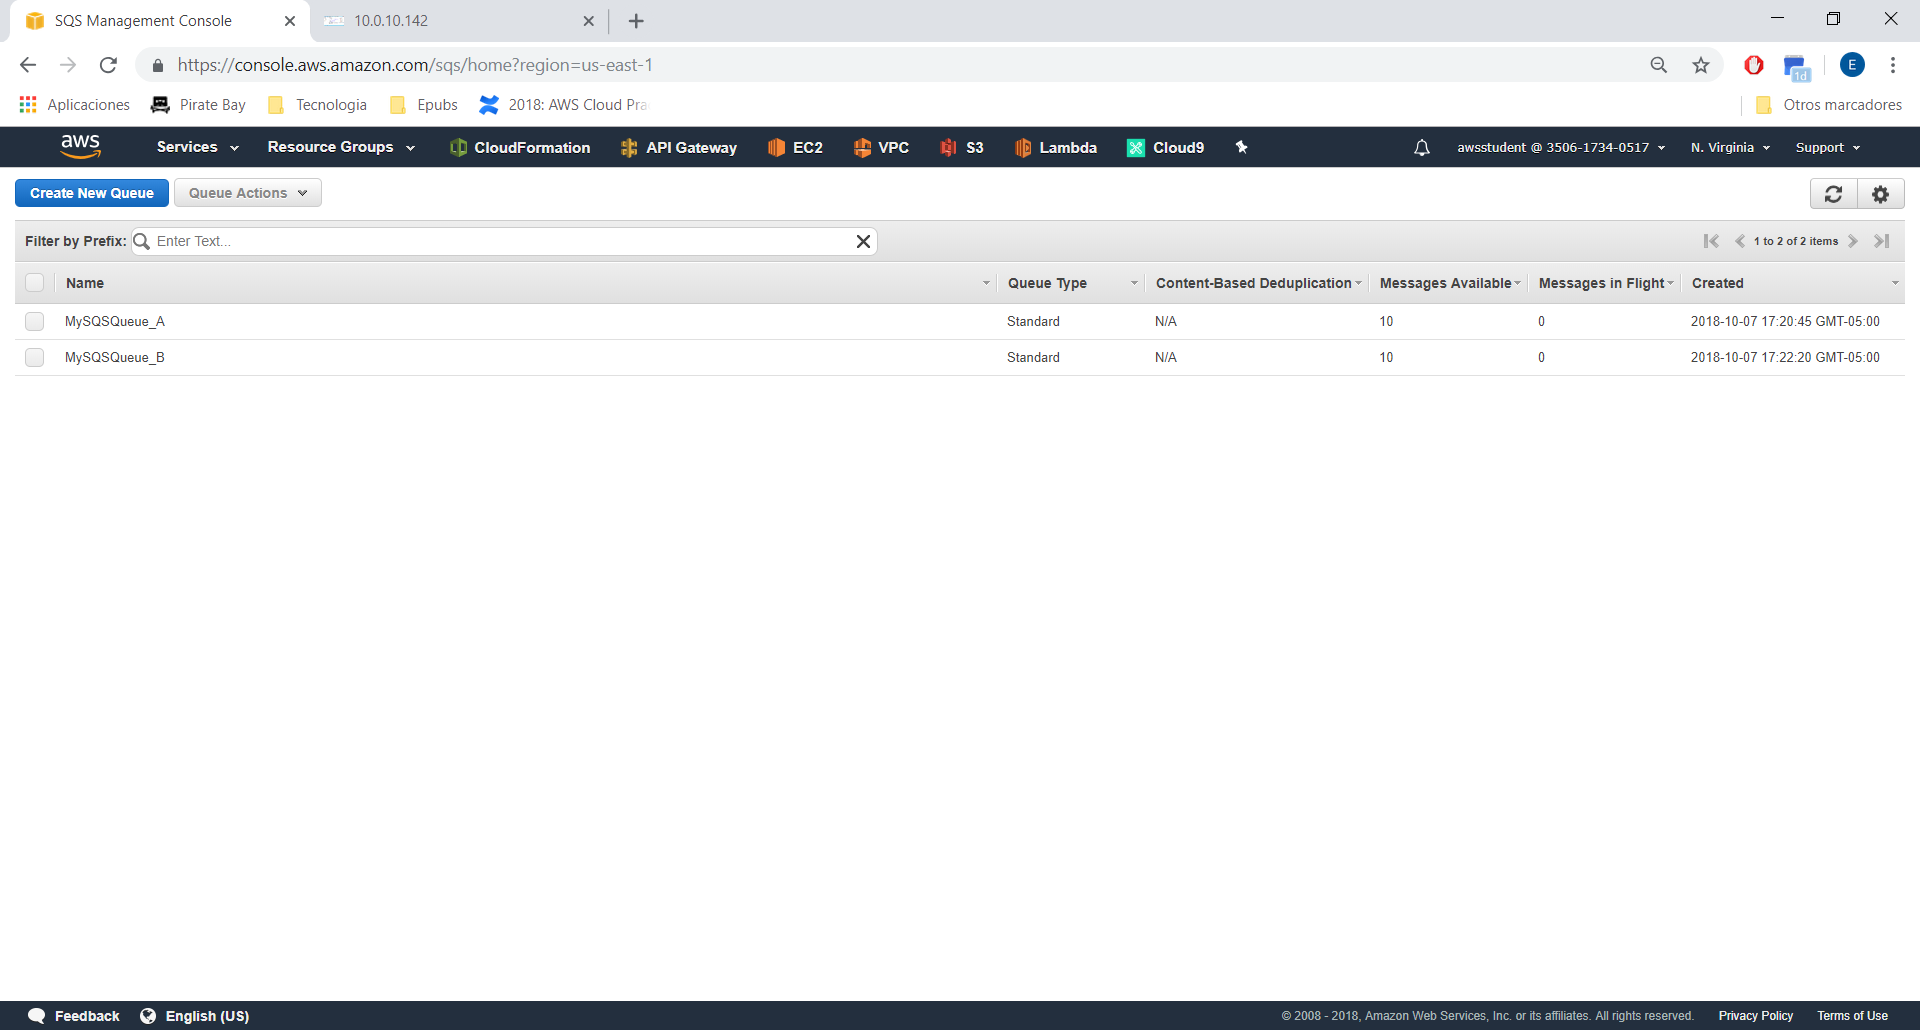 SQS Management Console
10.0.10.142
https://console.aws.amazon.com/sqs/home?region=us-east-1
1d
E
Aplicaciones Pirate Bay Tecnologia Epubs 2018: AWS Cloud Pra Otros marcadores
aws Services Resource Groups CloudFormation API Gateway EC2 VPC S3 Lambda Cloud9 awsstudent @ 3506-1734-0517 N. Virginia Support
Create New Queue Queue Actions
Filter by Prefix: Enter Text... 1 to 2 of 2 items
Name Queue Type Content-Based Deduplication Messages Available Messages in Flight Created
MySQSQueue_A Standard N/A 10 0 2018-10-07 17:20:45 GMT-05:00
MySQSQueue_B Standard N/A 10 0 2018-10-07 17:22:20 GMT-05:00
Feedback English (US) © 2008 - 2018, Amazon Web Services, Inc. or its affiliates. All rights reserved. Privacy Policy Terms of Use